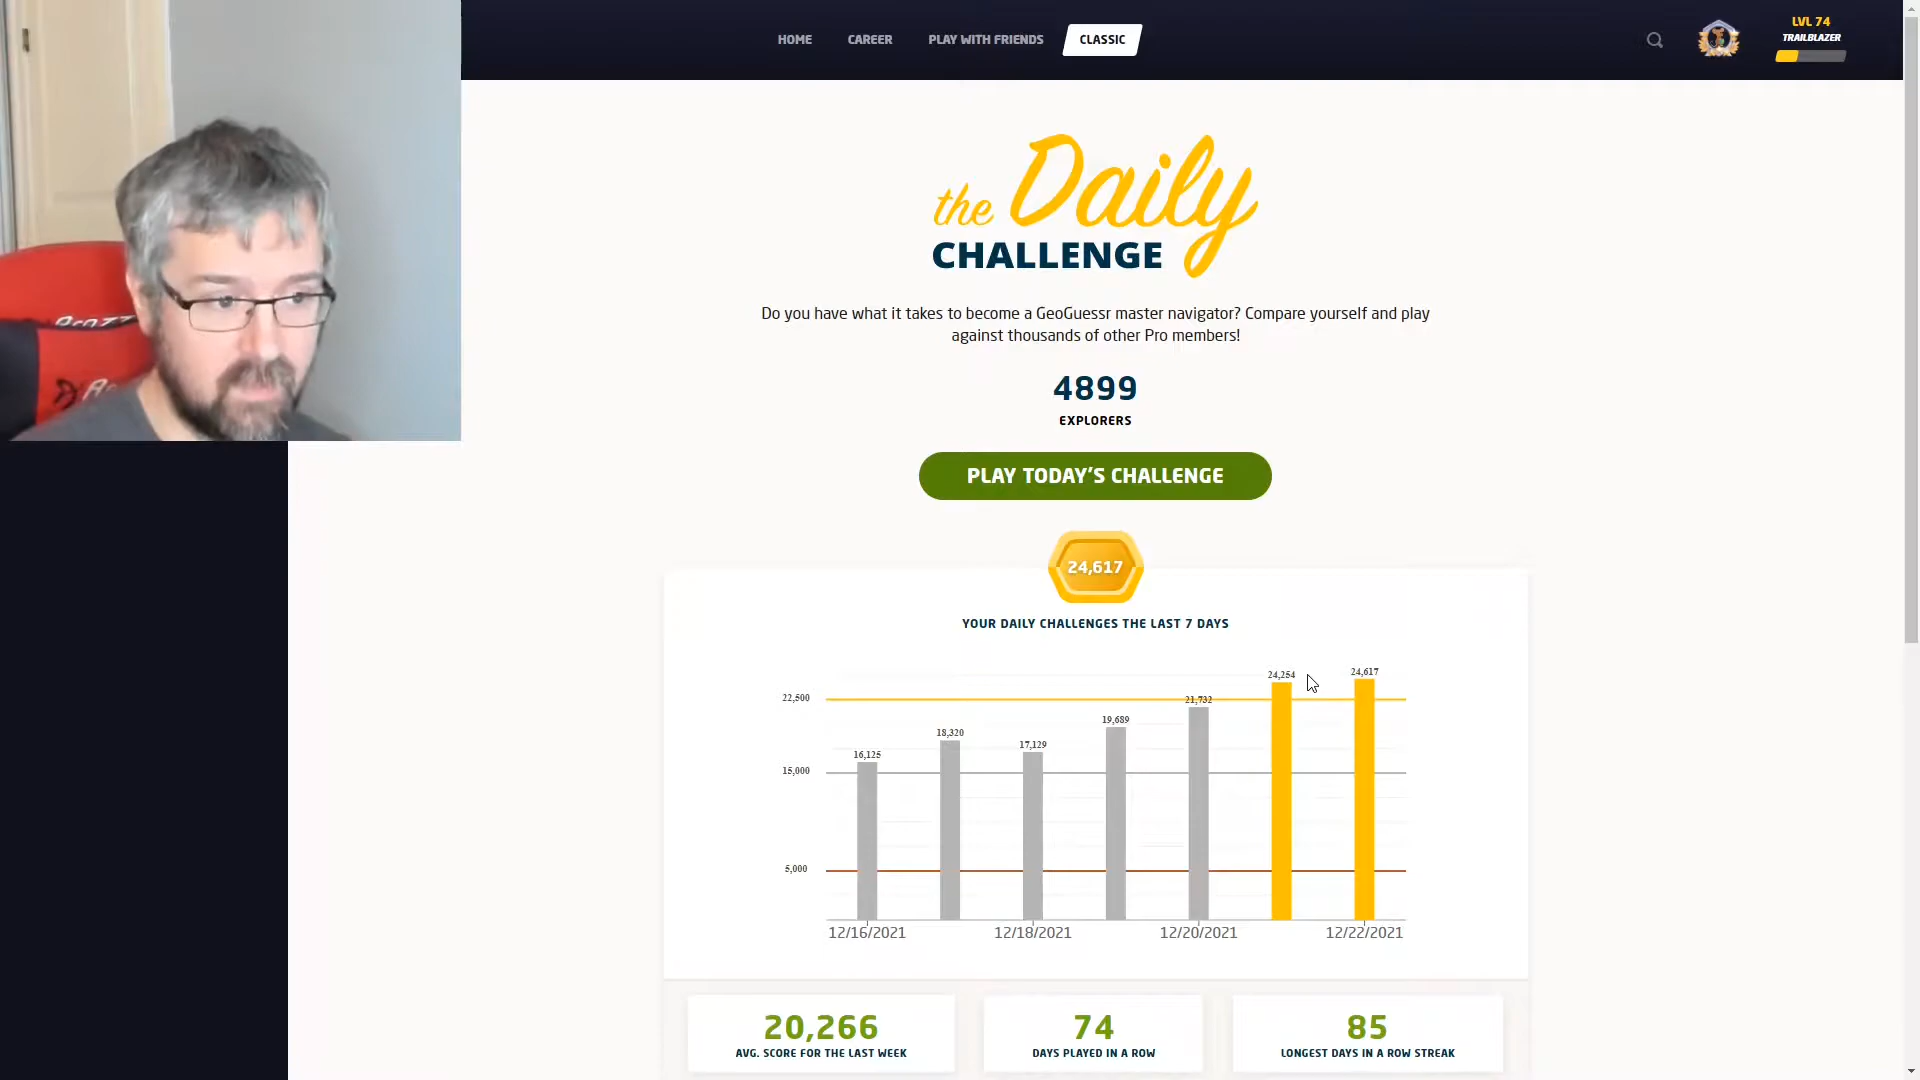 HOME CAREER PLAY WITH FRIENDS CLASSIC
LVL 74
TRAILBLAZER
the Daily
CHALLENGE
Do you have what it takes to become a GeoGuessr master navigator? Compare yourself and play
against thousands of other Pro members!
4899
EXPLORERS
PLAY TODAY'S CHALLENGE
24,617
YOUR DAILY CHALLENGES THE LAST 7 DAYS
22,500
15,000
5,000
16,125
18,320
17,129
19,689
21,732
24,254
24,617
12/16/2021 12/18/2021 12/20/2021 12/22/2021
20,266
AVG. SCORE FOR THE LAST WEEK
74
DAYS PLAYED IN A ROW
85
LONGEST DAYS IN A ROW STREAK